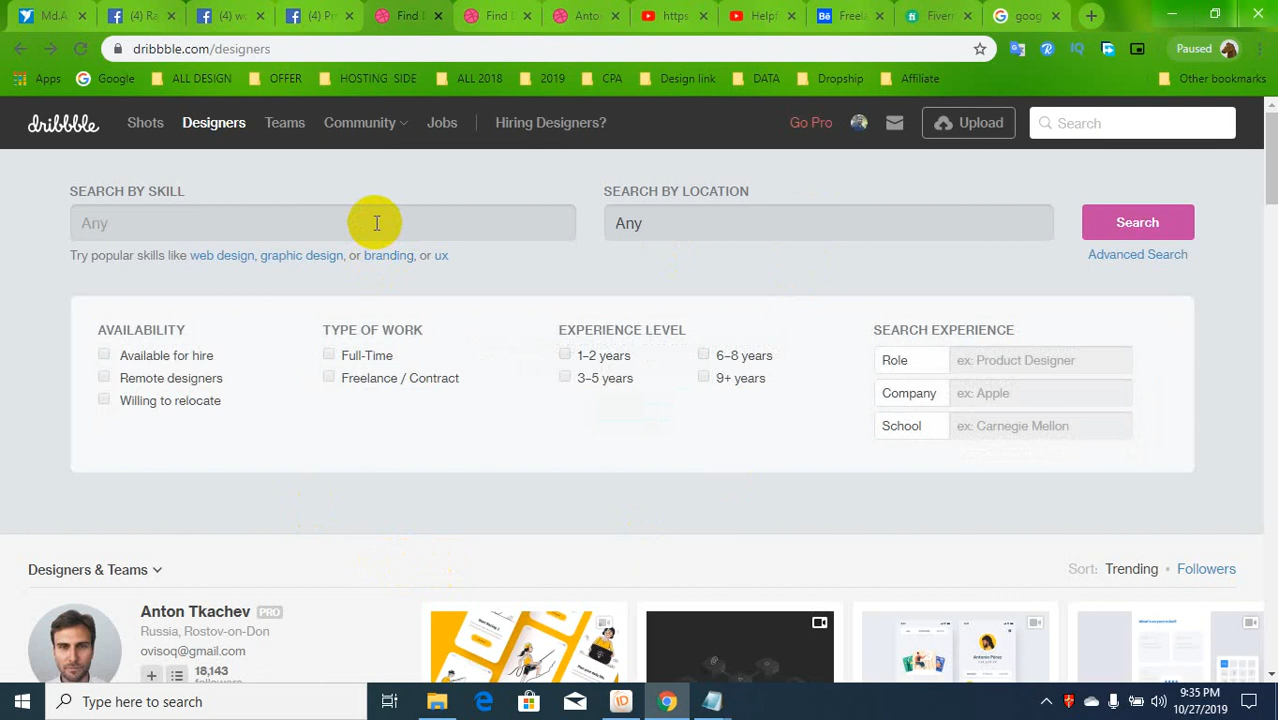 Md.A
(4) Ra
(4) wo
(4) Pr
Find D
Find D
Anton
https
Helpf
Freela
Fiverr
goog
dribbble.com/designers
Paused
Apps Google ALL DESIGN OFFER HOSTING SIDE ALL 2018 2019 CPA Design link DATA Dropship Affiliate Other bookmarks
dribbble Shots Designers Teams Community Jobs Hiring Designers? Go Pro Upload Search
SEARCH BY SKILL SEARCH BY LOCATION
Any Any Search
Try popular skills like web design, graphic design, or branding, or ux Advanced Search
AVAILABILITY TYPE OF WORK EXPERIENCE LEVEL SEARCH EXPERIENCE
Available for hire Full-Time 1–2 years 6–8 years Role ex: Product Designer
Remote designers Freelance / Contract 3–5 years 9+ years Company ex: Apple
Willing to relocate School ex: Carnegie Mellon
Designers & Teams Sort: Trending • Followers
Anton Tkachev PRO
Russia, Rostov-on-Don
ovisoq@gmail.com
18,143
followers
Type here to search 9:35 PM
10/27/2019